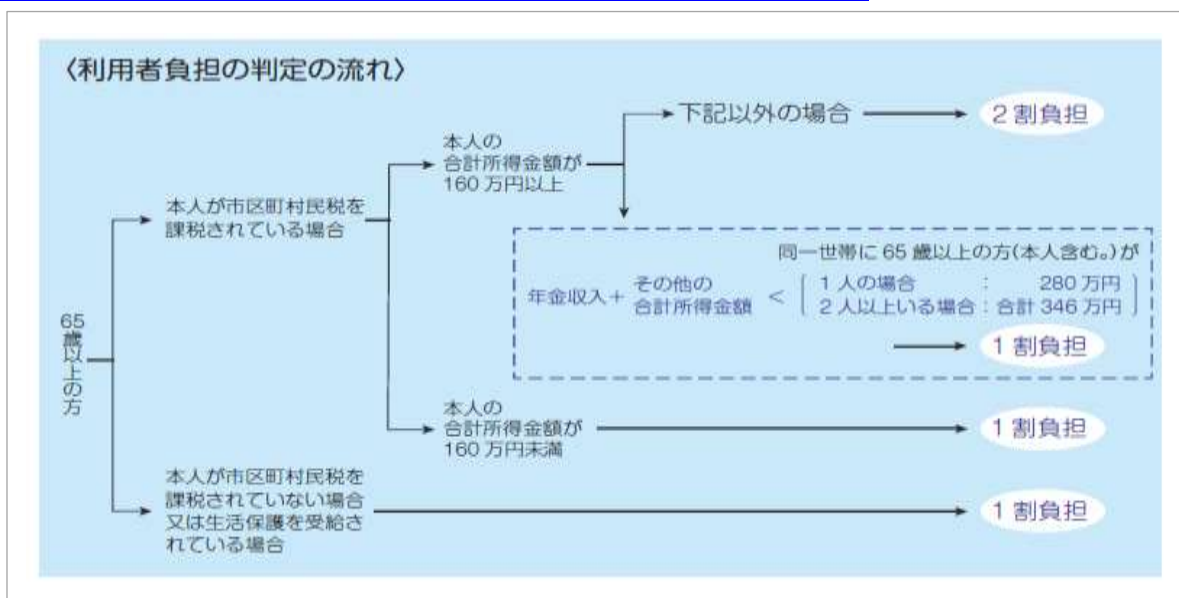 〈利用者負担の判定の流れ〉
下記以外の場合
2割負担
本人の
合計所得金額が
160万円以上
本人が市区町村民税を
課税されている場合
同一世帯に65歳以上の方(本人含む。)が
年金収入+
その他の
合計所得金額
<
1人の場合 : 280万円
2人以上いる場合:合計346万円
1割負担
65歳以上の方
本人の
合計所得金額が
160万円未満
1割負担
本人が市区町村民税を
課税されていない場合
又は生活保護を受給さ
れている場合
1割負担